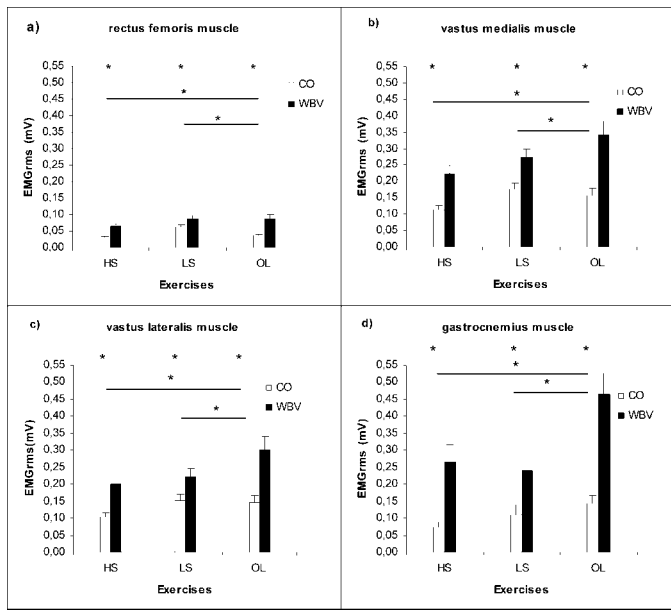 a)
rectus femoris muscle
0,55
0,50
0,45
0,40
0,35
0,30
0,25
0,20
0,15
0,10
0,05
0,00
EMGrms (mV)
* * *
*
*
CO
WBV
HS LS OL
Exercises
b)
vastus medialis muscle
0,55
0,50
0,45
0,40
0,35
0,30
0,25
0,20
0,15
0,10
0,05
0,00
EMGrms (mV)
* * *
*
*
CO
WBV
HS LS OL
Exercises
c)
vastus lateralis muscle
0,55
0,50
0,45
0,40
0,35
0,30
0,25
0,20
0,15
0,10
0,05
0,00
EMGrms(mV)
* * *
*
*
CO
WBV
HS LS OL
Exercises
d)
gastrocnemius muscle
0,55
0,50
0,45
0,40
0,35
0,30
0,25
0,20
0,15
0,10
0,05
0,00
EMGrms (mV)
* * *
*
*
CO
WBV
HS LS OL
Exercises